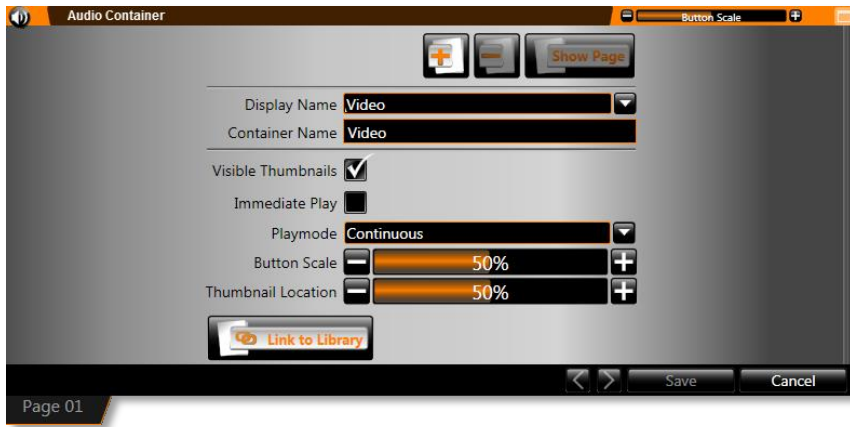 Audio Container
Button Scale
Show Page
Display Name Video
Container Name Video
Visible Thumbnails
Immediate Play
Playmode Continuous
Button Scale 50%
Thumbnail Location 50%
Link to Library
Save Cancel
Page 01